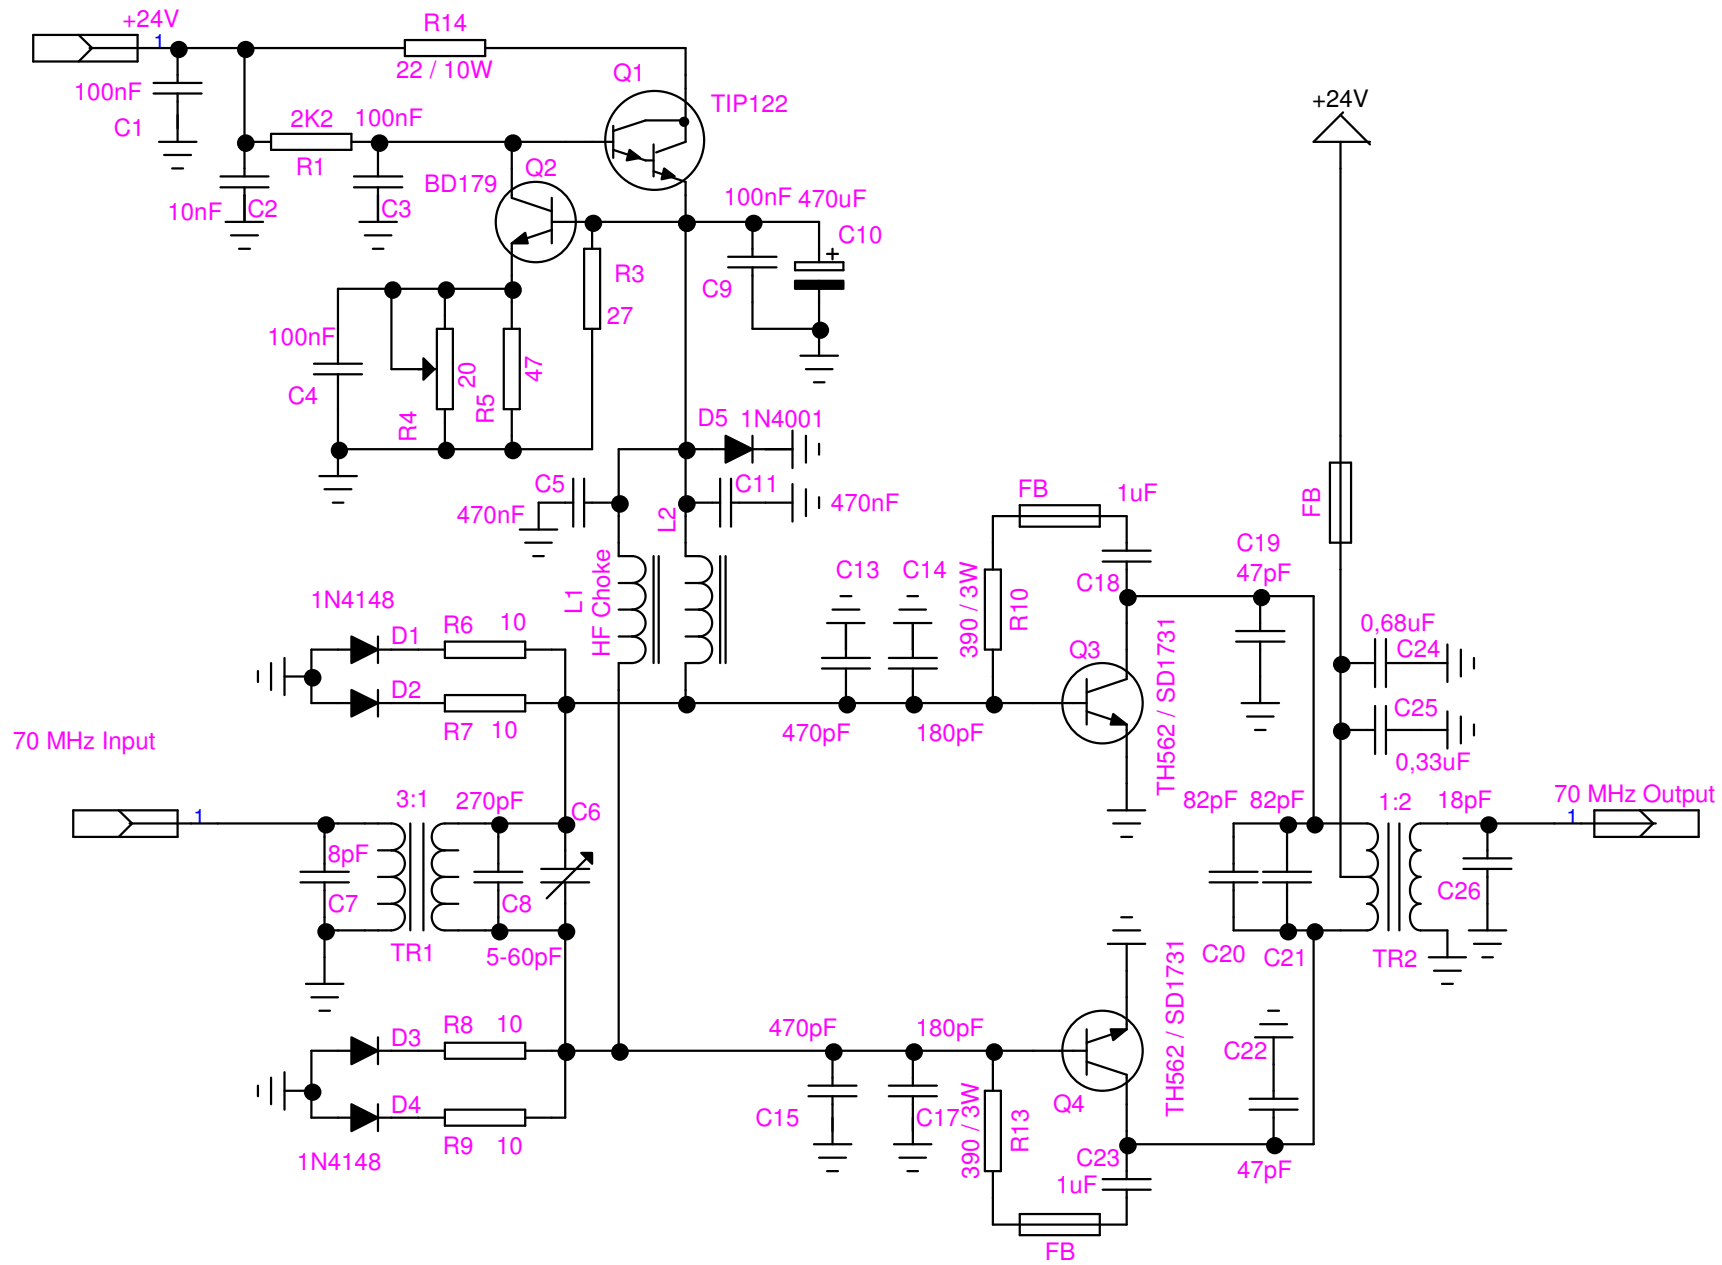 +24V
1
R14
22 / 10W
Q1
TIP122
100nF
C1
2K2
R1
100nF
10nF
C2
C3
BD179
Q2
100nF
470uF
C10
C9
R3
27
100nF
C4
20
R4
47
R5
D5
1N4001
C5
470nF
C11
470nF
L2
L1
HF Choke
+24V
FB
FB
1uF
C18
390 / 3W
R10
C13
C14
470pF
180pF
Q3
TH562 / SD1731
C19
47pF
0,68uF
C24
C25
0,33uF
1N4148
D1
R6
10
D2
R7
10
70 MHz Input
1
8pF
C7
3:1
TR1
270pF
C8
C6
5-60pF
82pF
82pF
C20
C21
1:2
TR2
18pF
C26
70 MHz Output
1
D3
R8
10
D4
R9
10
1N4148
470pF
C15
180pF
C17
390 / 3W
R13
Q4
TH562 / SD1731
C22
47pF
C23
1uF
FB